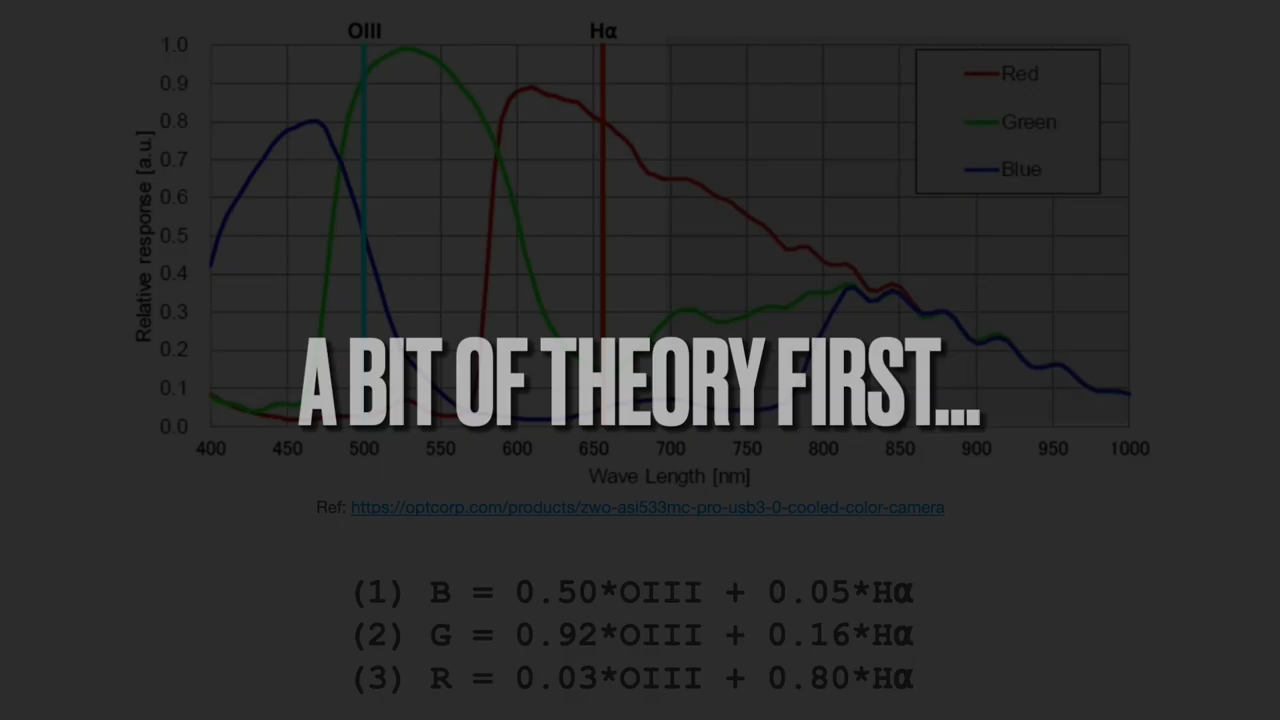 OIII Hα
1.0
0.9
0.8
0.7
0.6
0.5
0.4
0.3
0.2
0.1
0.0
Relative response [a.u.]
Red
Green
Blue
A BIT OF THEORY FIRST...
400 450 500 550 600 650 700 750 800 850 900 950 1000
Wave Length [nm]
Ref: https://optcorp.com/products/zwo-asi533mc-pro-usb3-0-cooled-color-camera
(1) B = 0.50*OIII + 0.05*Hα
(2) G = 0.92*OIII + 0.16*Hα
(3) R = 0.03*OIII + 0.80*Hα